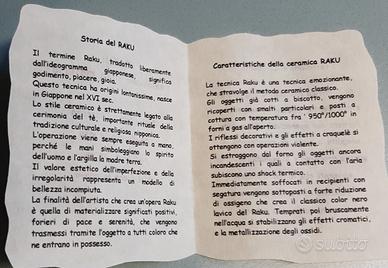 Storia del RAKU
Il termine Raku, tradotto liberamente
dall'ideogramma giapponese, significa
godimento, piacere, gioia.
Questa tecnica ha origini lontanissime, nasce
in Giappone nel XVI sec.
Lo stile ceramico è strettamente legato alla
cerimonia del tè, importante rituale della
tradizione culturale e religiosa nipponica.
L'operazione viene sempre eseguita a mano,
perché le mani simboleggiano lo spirito
dell'uomo e l'argilla la madre terra.
Il valore estetico dell'imperfezione e della
irregolarità rappresenta un modello di
bellezza incompiuta.
La finalità dell'artista che crea un'opera Raku
è quella di materializzare significati positivi,
forieri di pace e serenità, che vengono
trasmessi tramite l'oggetto a tutti coloro che
ne entrano in possesso.
Caratteristiche della ceramica RAKU
La tecnica Raku è una tecnica emozionante,
che stravolge il metodo ceramico classico.
Gli oggetti già cotti a biscotto, vengono
ricoperti con smalti particolari e posti a
cottura con temperatura fra ' 950°/1000° in
forni a gas all'aperto.
I riflessi decorativi e gli effetti a craquelè si
ottengono con operazioni violente.
Si estraggono dal forno gli oggetti ancora
incandescenti i quali a contatto con l'aria
subiscono uno shock termico.
Immediatamente soffocati in recipienti con
segatura vengono sottoposti a forte riduzione
di ossigeno che crea il classico color nero
lavico del Raku. Temprati poi bruscamente
nell'acqua si stabilizzano gli effetti cromatici,
e la metallizazione degli ossidi.
subito